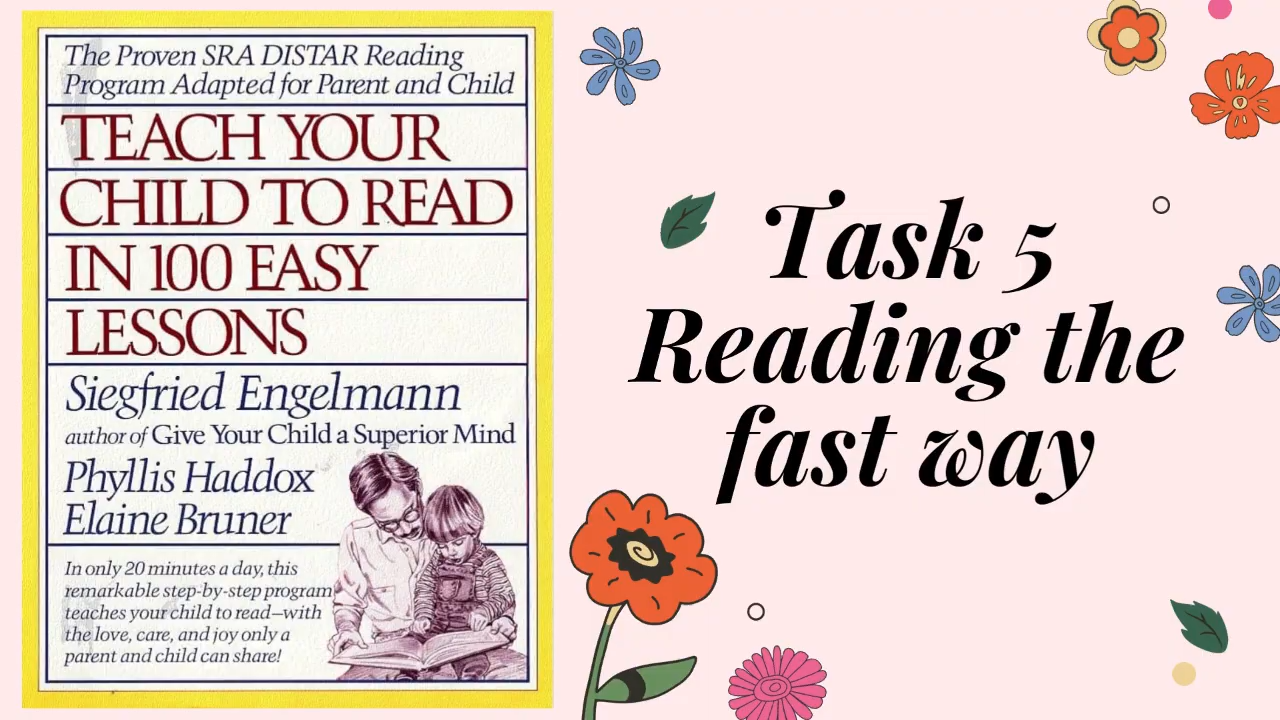 The Proven SRA DISTAR Reading
Program Adapted for Parent and Child
TEACH YOUR
CHILD TO READ
IN 100 EASY
LESSONS
Siegfried Engelmann
author of Give Your Child a Superior Mind
Phyllis Haddox
Elaine Bruner
In only 20 minutes a day, this
remarkable step-by-step program
teaches your child to read—with
the love, care, and joy only a
parent and child can share!
Task 5
Reading the
fast way